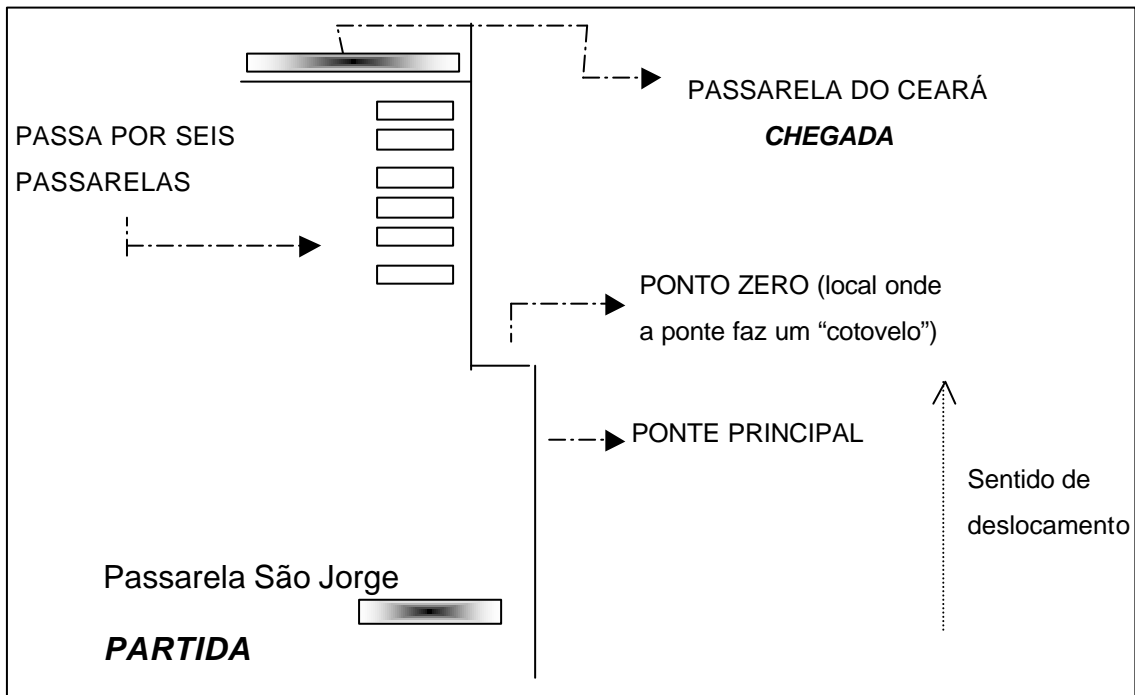 PASSARELA DO CEARÁ
CHEGADA
PASSA POR SEIS
PASSARELAS
PONTO ZERO (local onde
a ponte faz um “cotovelo”)
PONTE PRINCIPAL
Sentido de
deslocamento
Passarela São Jorge
PARTIDA